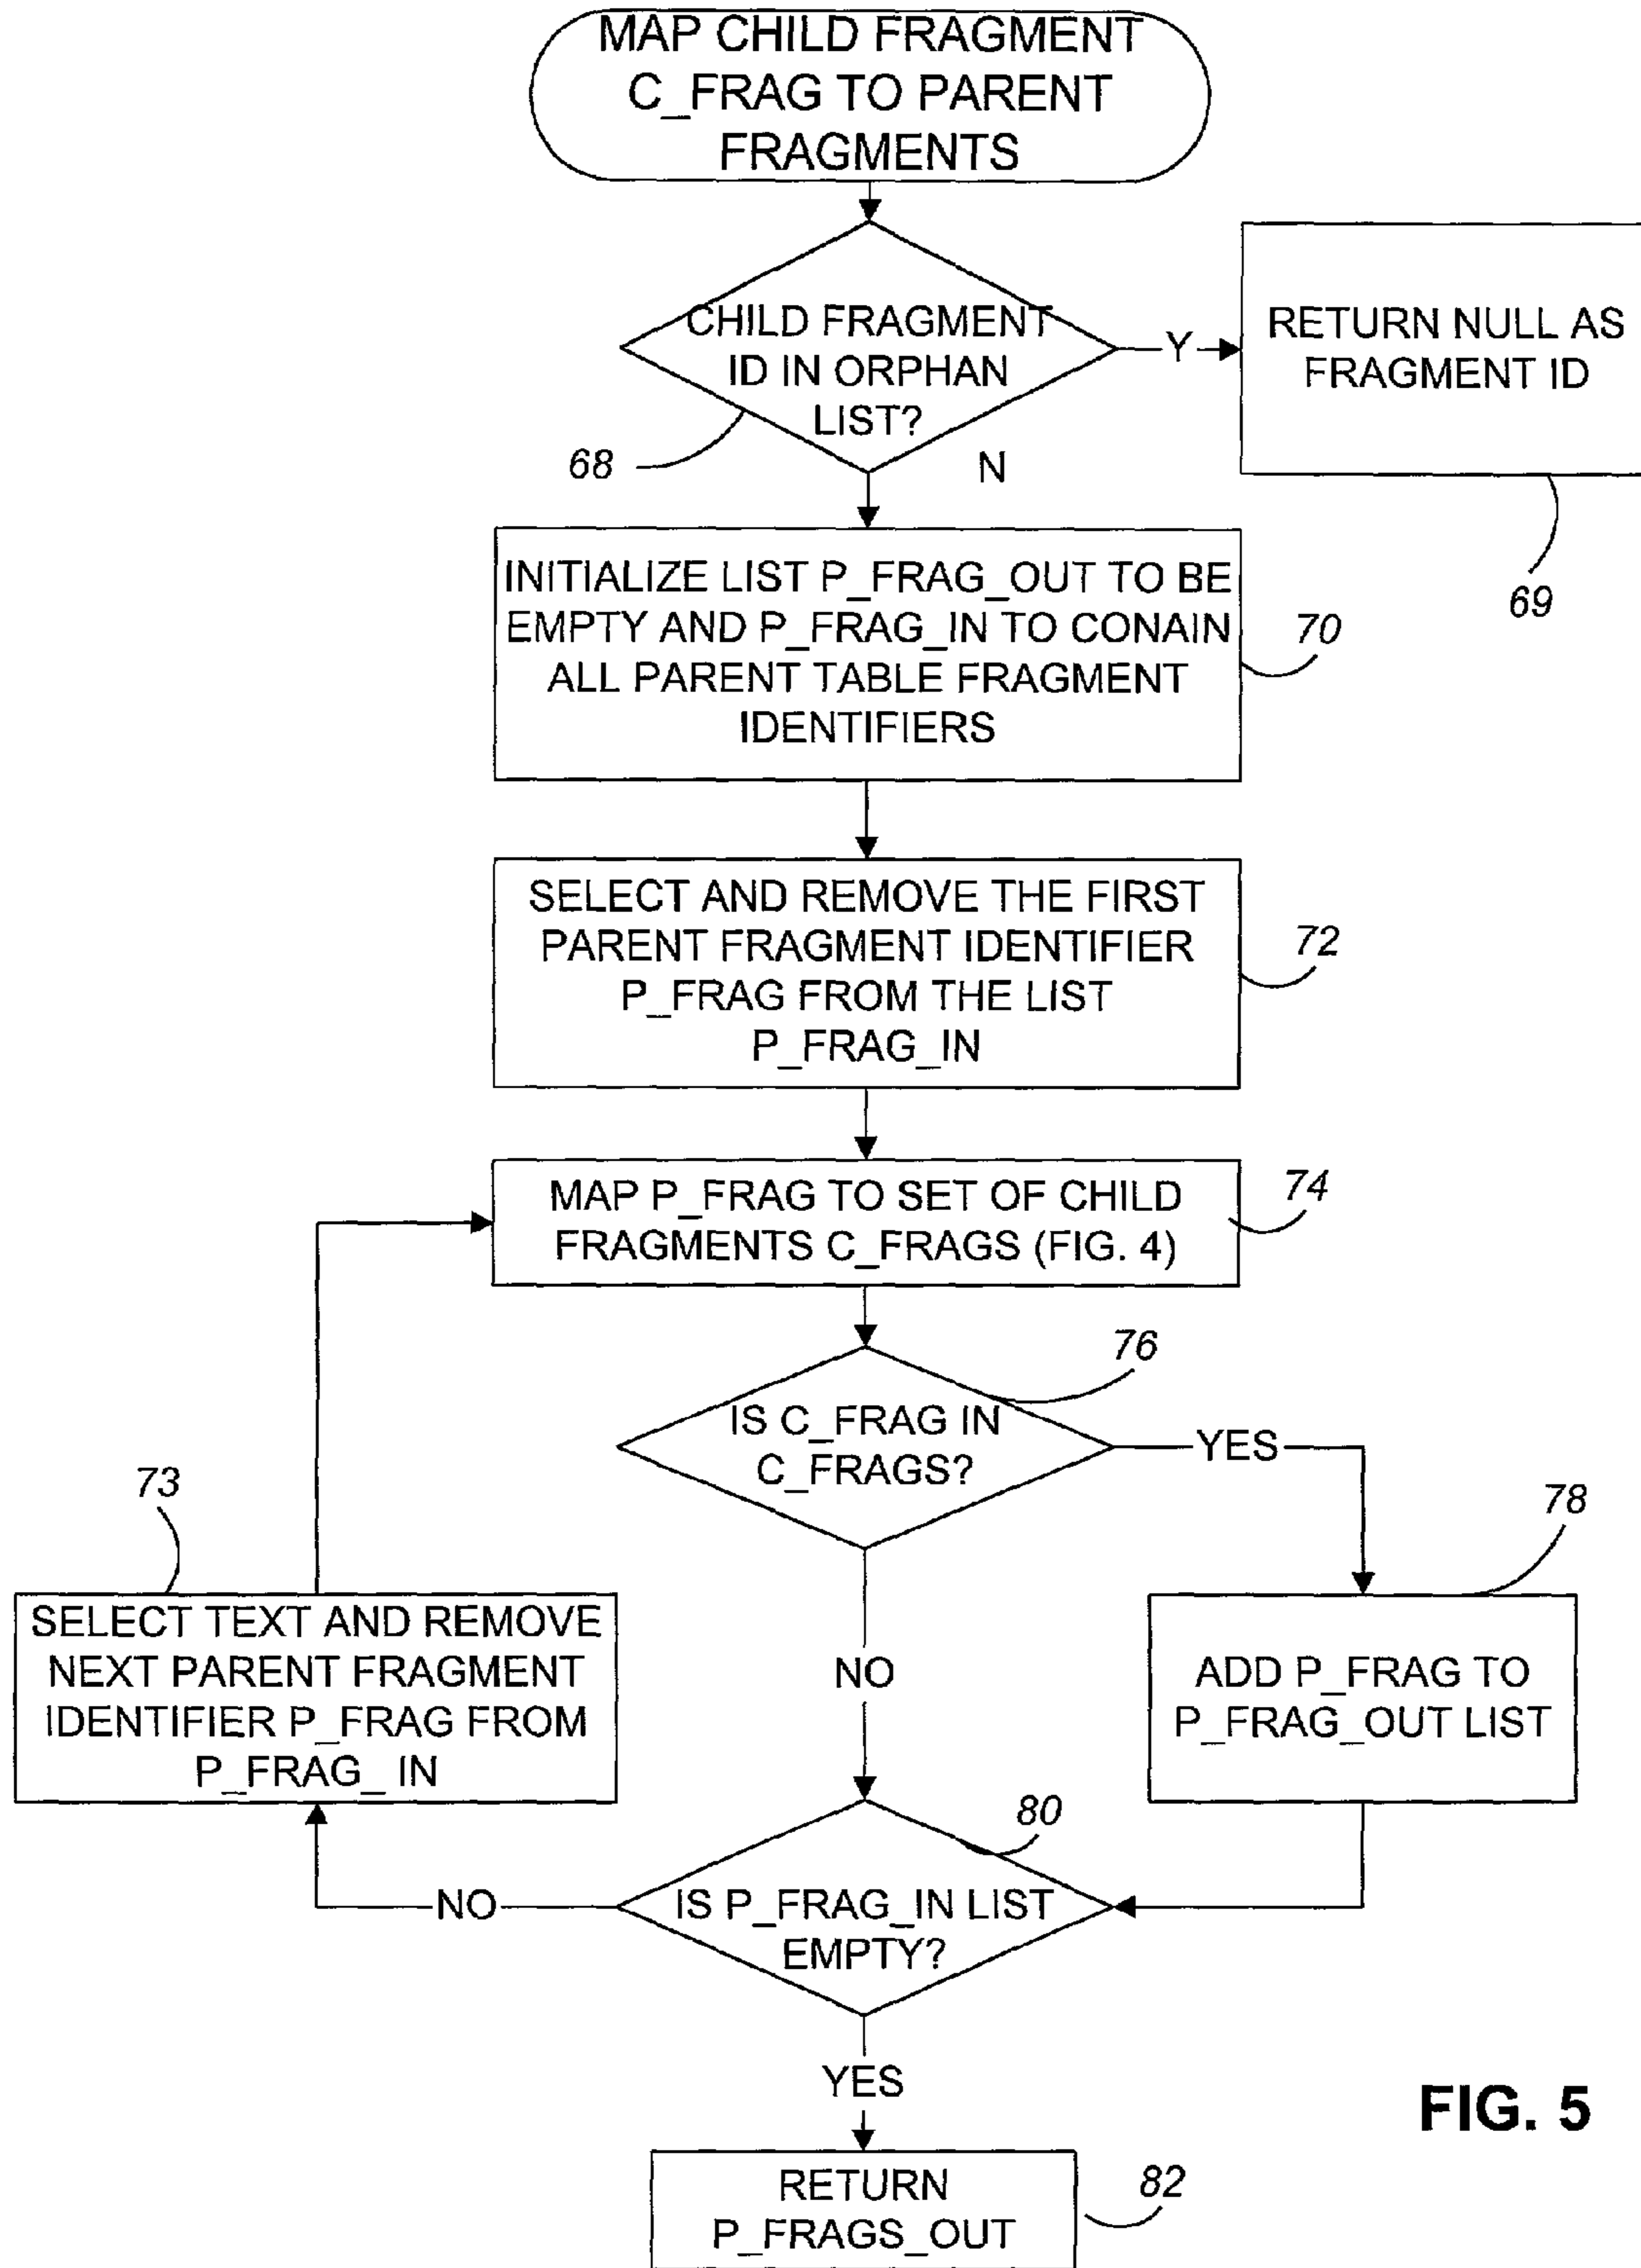 MAP CHILD FRAGMENT
C_FRAG TO PARENT
FRAGMENTS
CHILD FRAGMENT
ID IN ORPHAN
LIST?
Y
RETURN NULL AS
FRAGMENT ID
68
N
69
INITIALIZE LIST P_FRAG_OUT TO BE
EMPTY AND P_FRAG_IN TO CONAIN
ALL PARENT TABLE FRAGMENT
IDENTIFIERS
70
SELECT AND REMOVE THE FIRST
PARENT FRAGMENT IDENTIFIER
P_FRAG FROM THE LIST
P_FRAG_IN
72
MAP P_FRAG TO SET OF CHILD
FRAGMENTS C_FRAGS (FIG. 4)
74
76
IS C_FRAG IN
C_FRAGS?
YES
73
78
SELECT TEXT AND REMOVE
NEXT PARENT FRAGMENT
IDENTIFIER P_FRAG FROM
P_FRAG_ IN
NO
ADD P_FRAG TO
P_FRAG_OUT LIST
80
NO
IS P_FRAG_IN LIST
EMPTY?
YES
FIG. 5
RETURN
P_FRAGS_OUT
82